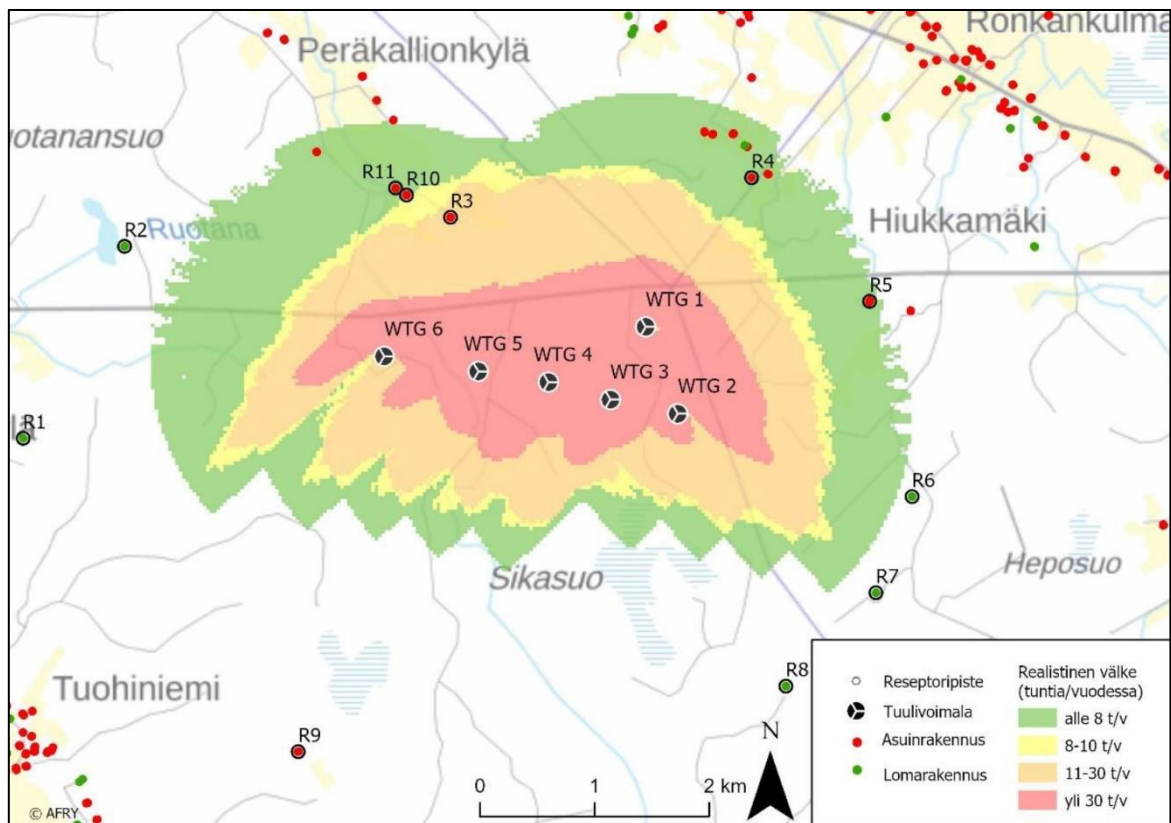 Ronkankulma
Peräkallionkylä
uotanansuo
R4
R11
R10
R3
Hiukkamäki
R2
Ruotana
R5
WTG 1
WTG 6
WTG 5
WTG 4
WTG 3
WTG 2
R1
lä
R6
Sikasuo
Heposuo
R7
Tuohiniemi
R8
R9
N
0 1 2 km
© AFRY
Reseptoripiste
Tuulivoimala
Asuinrakennus
Lomarakennus
Realistinen välke
(tuntia/vuodessa)
alle 8 t/v
8-10 t/v
11-30 t/v
yli 30 t/v